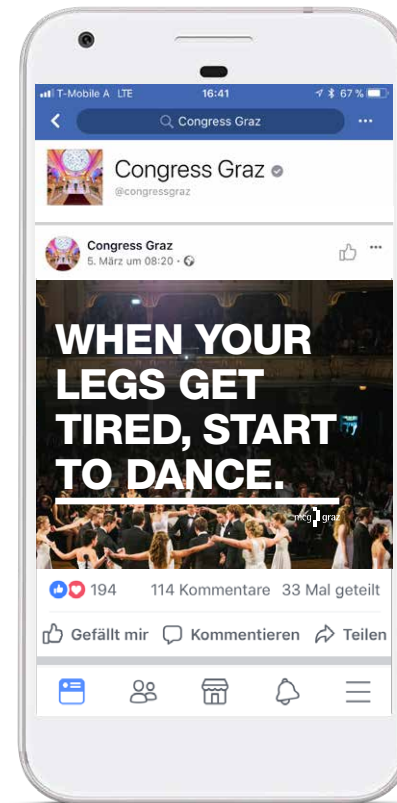 T-Mobile A LTE 16:41 67 %
Congress Graz
Congress Graz
@congressgraz
Congress Graz
5. März um 08:20 ·
WHEN YOUR
LEGS GET
TIRED, START
TO DANCE.
mcg graz
194 114 Kommentare 33 Mal geteilt
Gefällt mir Kommentieren Teilen